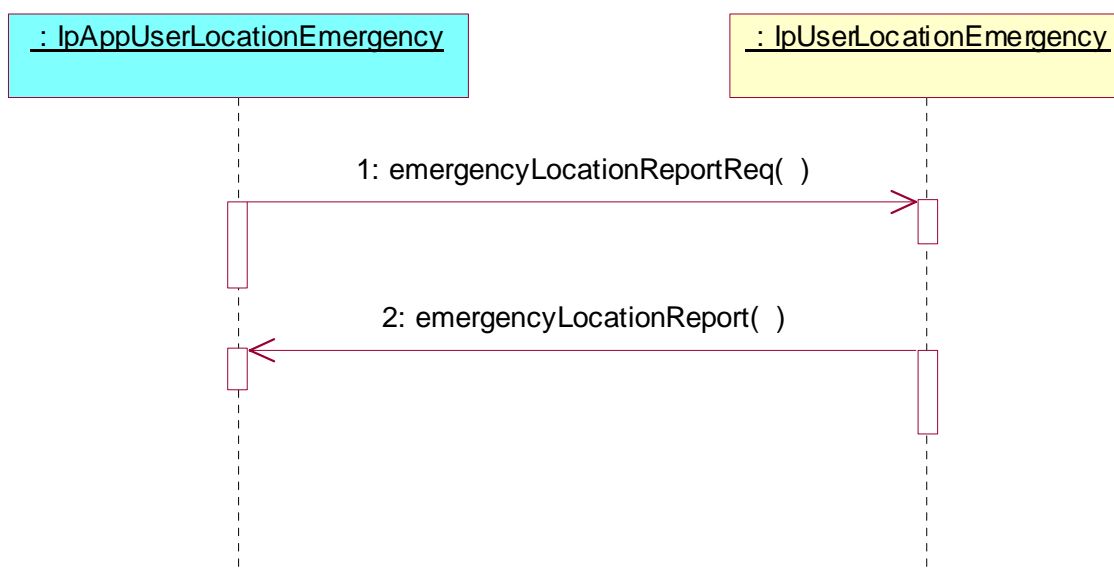 : IpAppUserLocationEmergency
: IpUserLocationEmergency
1: emergencyLocationReportReq( )
2: emergencyLocationReport( )